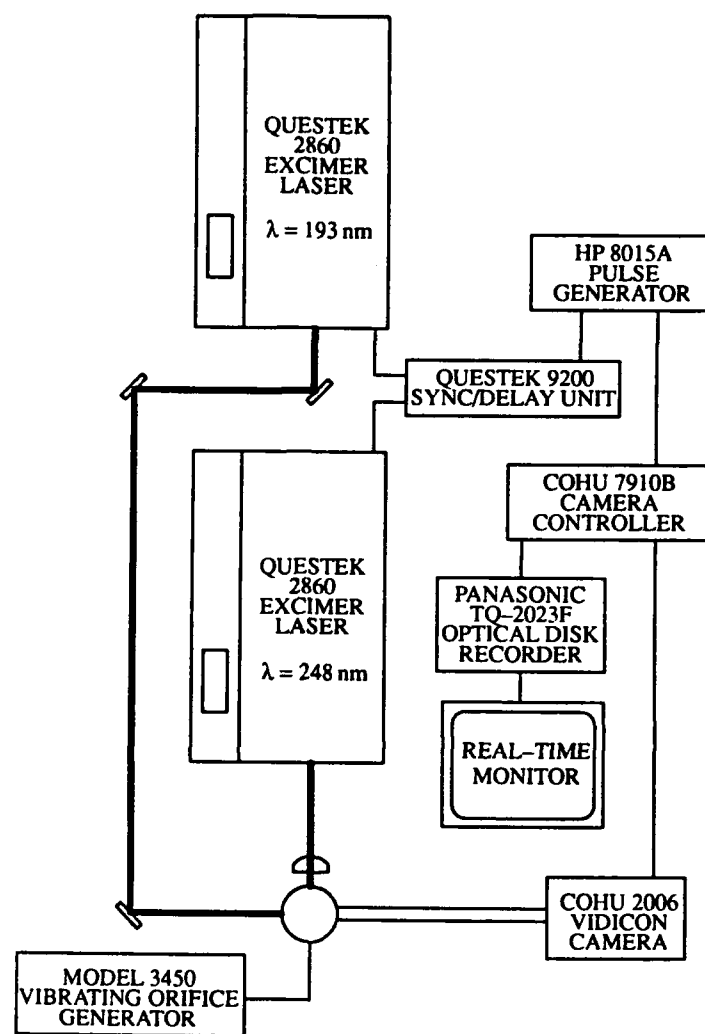 QUESTEK
2860
EXCIMER
LASER
λ = 193 nm
HP 8015A
PULSE
GENERATOR
QUESTEK 9200
SYNC/DELAY UNIT
QUESTEK
2860
EXCIMER
LASER
λ = 248 nm
COHU 7910B
CAMERA
CONTROLLER
PANASONIC
TQ–2023F
OPTICAL DISK
RECORDER
REAL–TIME
MONITOR
COHU 2006
VIDICON
CAMERA
MODEL 3450
VIBRATING ORIFICE
GENERATOR